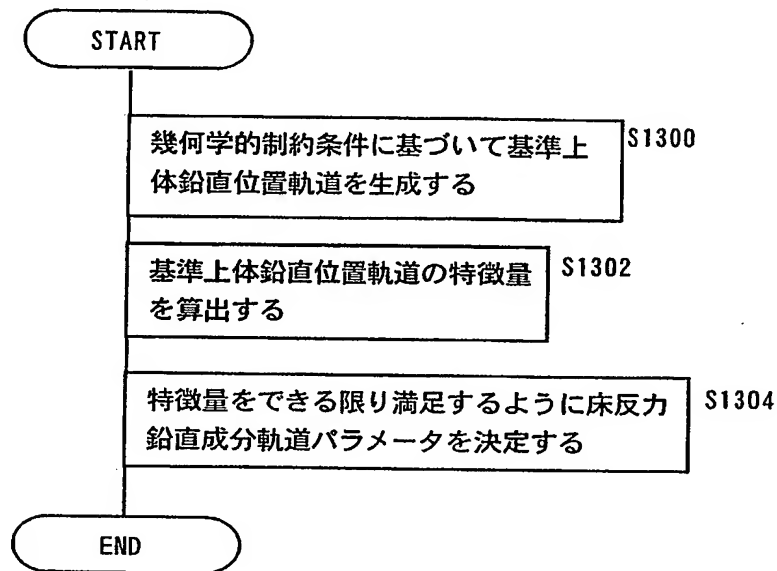 START
幾何学的制約条件に基づいて基準上 S1300
体鉛直位置軌道を生成する
基準上体鉛直位置軌道の特徴量 S1302
を算出する
特徴量をできる限り満足するように床反力 S1304
鉛直成分軌道パラメータを決定する
END